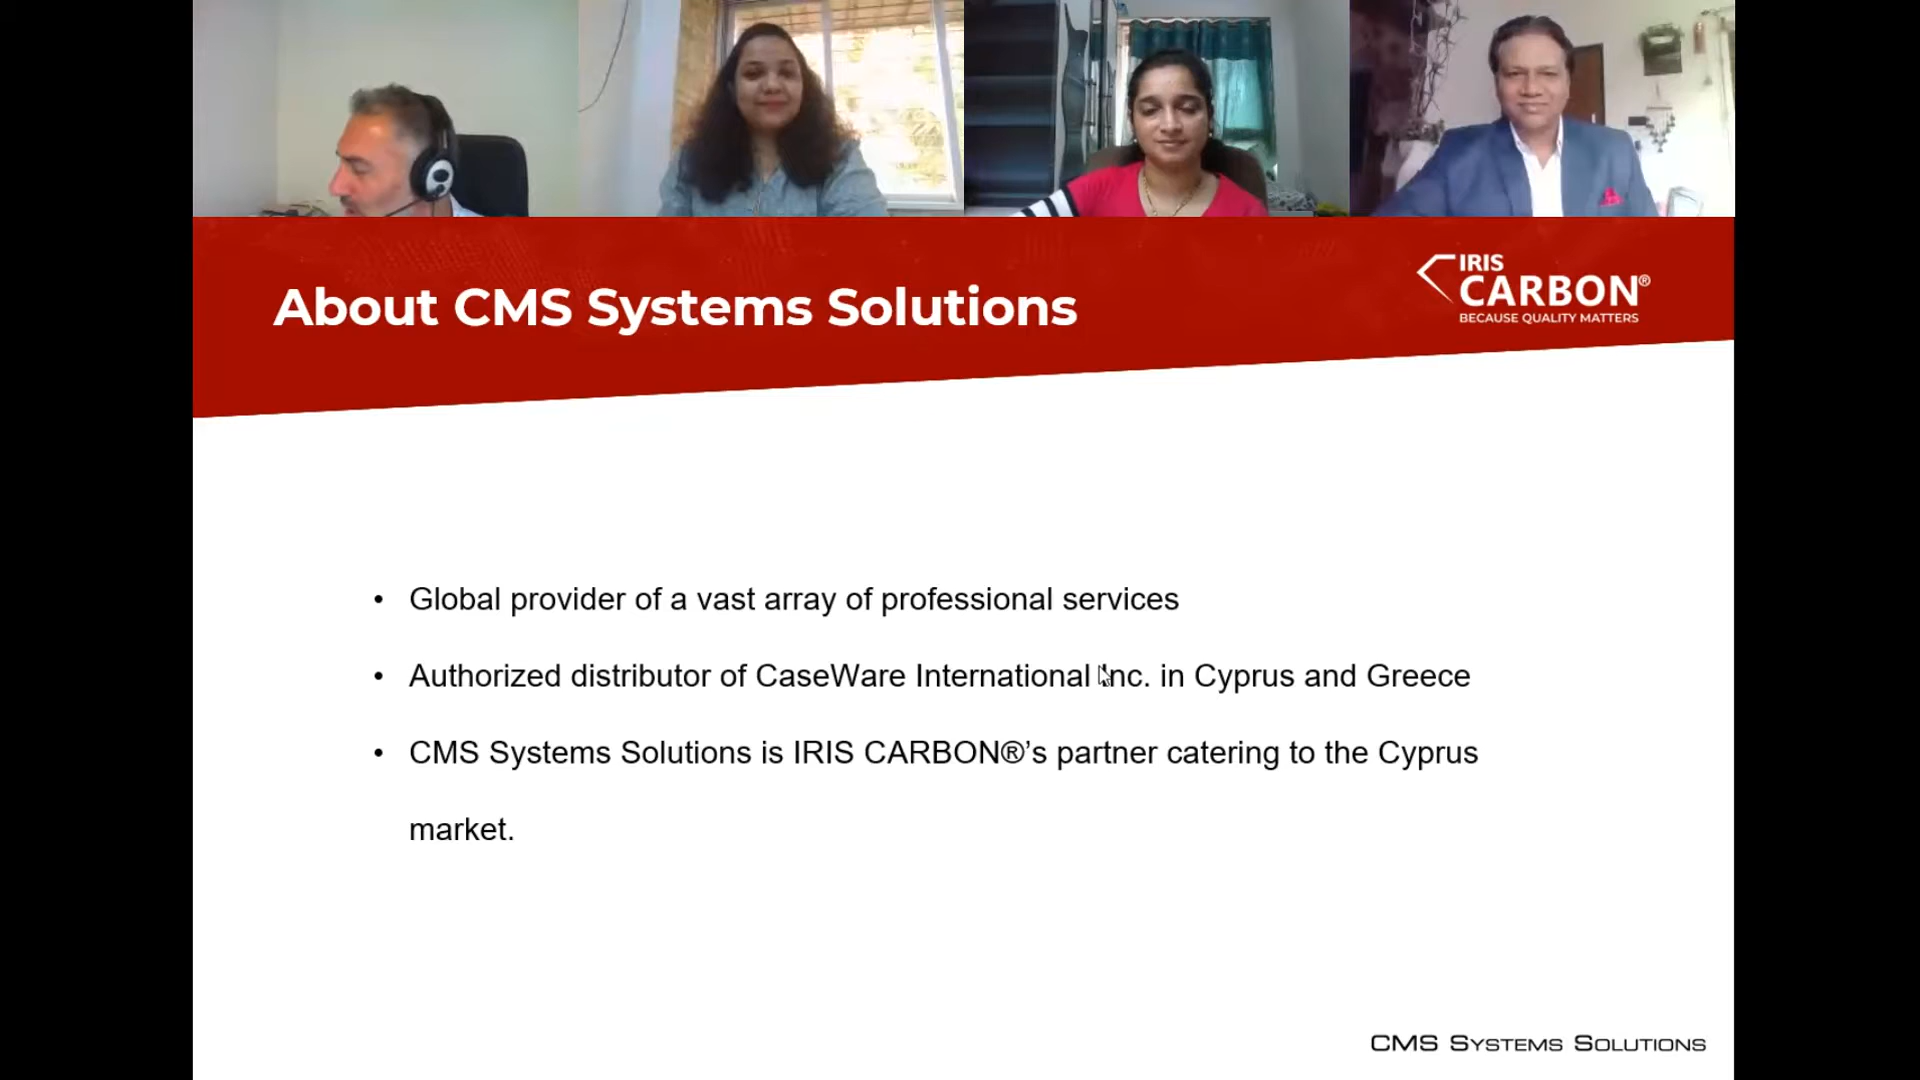 About CMS Systems Solutions
IRIS
CARBON®
BECAUSE QUALITY MATTERS
• Global provider of a vast array of professional services
• Authorized distributor of CaseWare International Inc. in Cyprus and Greece
• CMS Systems Solutions is IRIS CARBON®’s partner catering to the Cyprus
market.
CMS Systems Solutions